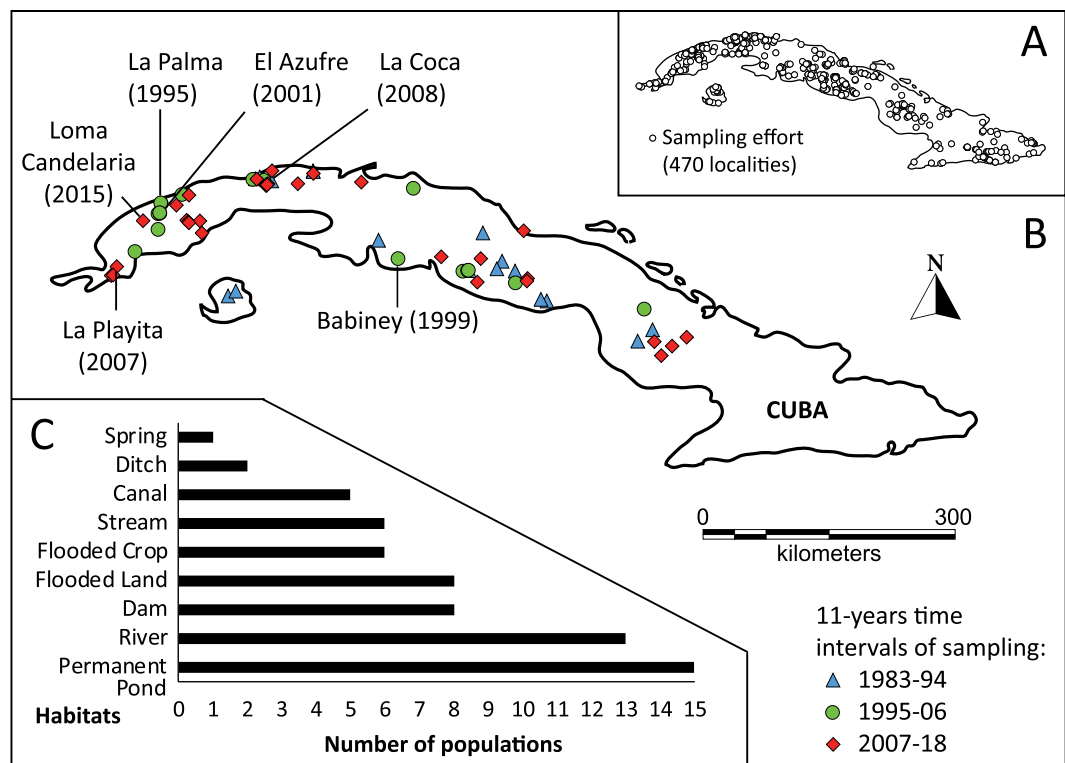 A
Sampling effort
(470 localities)
B
La Palma
(1995)
El Azufre
(2001)
La Coca
(2008)
Loma
Candelaria
(2015)
La Playita
(2007)
Babiney (1999)
N
CUBA
0 300
kilometers
11-years time
intervals of sampling:
1983-94
1995-06
2007-18
C
Spring
Ditch
Canal
Stream
Flooded Crop
Flooded Land
Dam
River
Permanent
Pond
Habitats
0 1 2 3 4 5 6 7 8 9 10 11 12 13 14 15
Number of populations